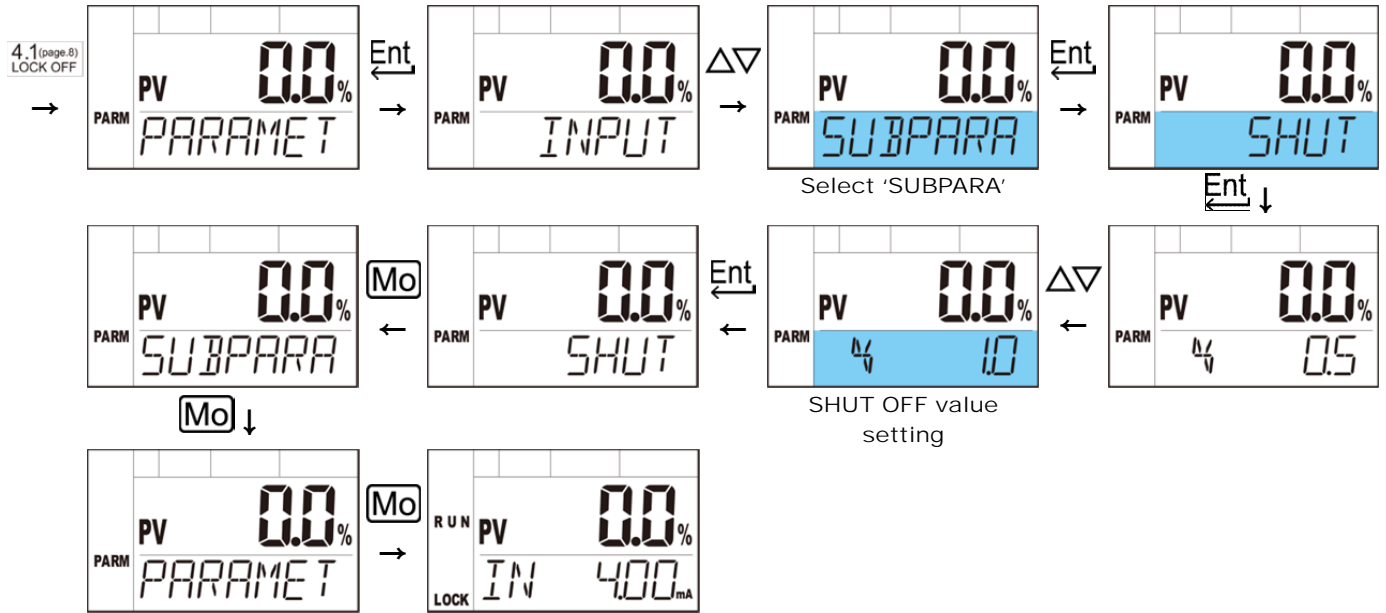 4.1(page.8)
LOCK OFF
PV 0.0%
PARM
PARAMET
Ent
PV 0.0%
PARM
INPUT
PV 0.0%
PARM
SUBPARA
Select ‘SUBPARA’
Ent
PV 0.0%
PARM
SHUT
Ent
PV 0.0%
PARM
SUBPARA
Mo
PV 0.0%
PARM
SHUT
Ent
PV 0.0%
PARM
% 1.0
SHUT OFF value
setting
PV 0.0%
PARM
% 0.5
Mo
PV 0.0%
PARM
PARAMET
Mo
RUN PV 0.0%
LOCK IN 4.00mA